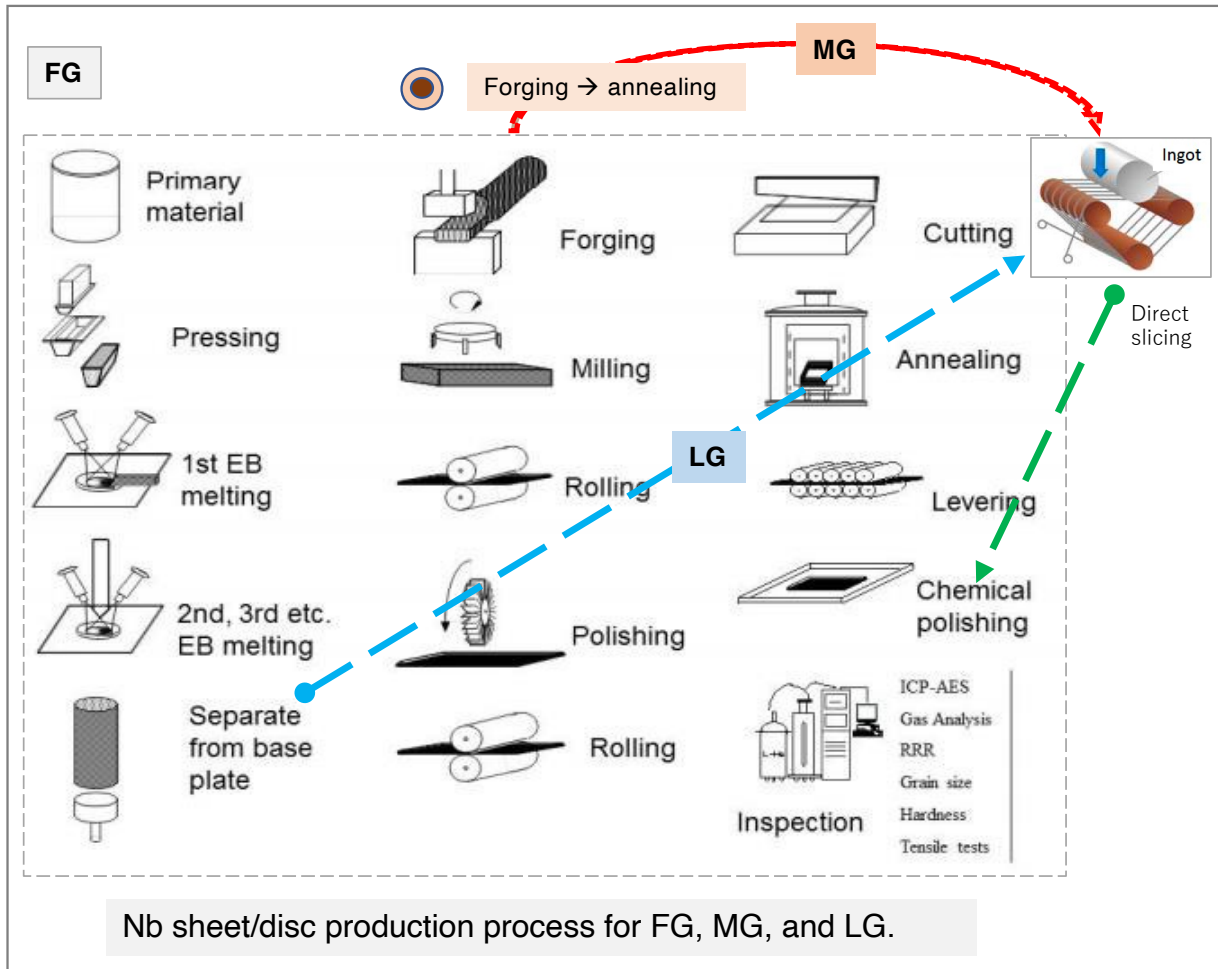 FG
MG
Forging → annealing
Ingot
Direct
slicing
Primary
material
Pressing
1st EB
melting
2nd, 3rd etc.
EB melting
Separate
from base
plate
Forging
Milling
Rolling
Polishing
Rolling
LG
Cutting
Annealing
Levering
Chemical
polishing
Inspection
ICP-AES
Gas Analysis
RRR
Grain size
Hardness
Tensile tests
Nb sheet/disc production process for FG, MG, and LG.